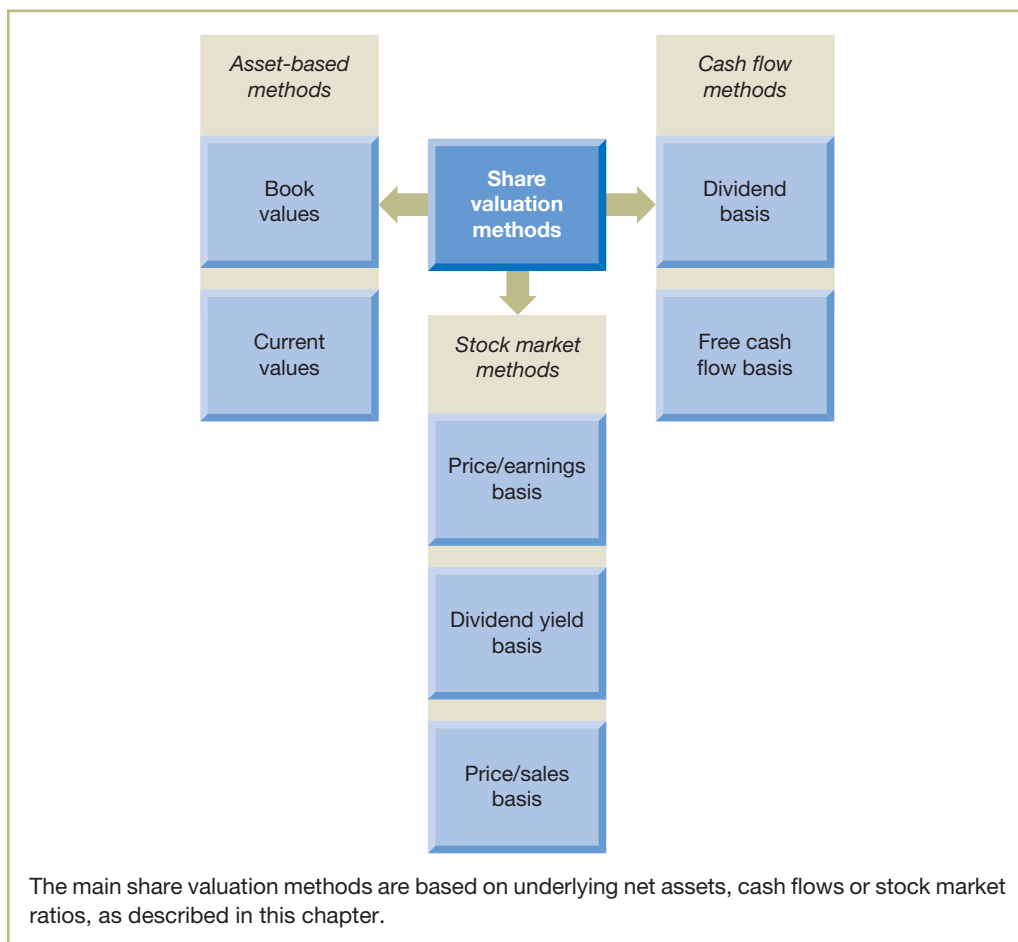 Asset-based
methods
Book
values
Current
values
Share
valuation
methods
Cash flow
methods
Dividend
basis
Free cash
flow basis
Stock market
methods
Price/earnings
basis
Dividend yield
basis
Price/sales
basis
The main share valuation methods are based on underlying net assets, cash flows or stock market
ratios, as described in this chapter.